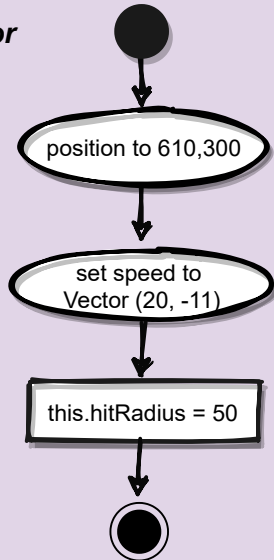 or
position to 610,300
set speed to
Vector (20, -11)
this.hitRadius = 50